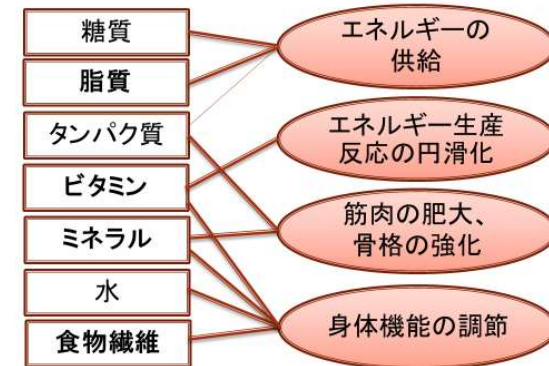 糖質
脂質
タンパク質
ビタミン
ミネラル
水
食物繊維
エネルギーの
供給
エネルギー生産
反応の円滑化
筋肉の肥大、
骨格の強化
身体機能の調節